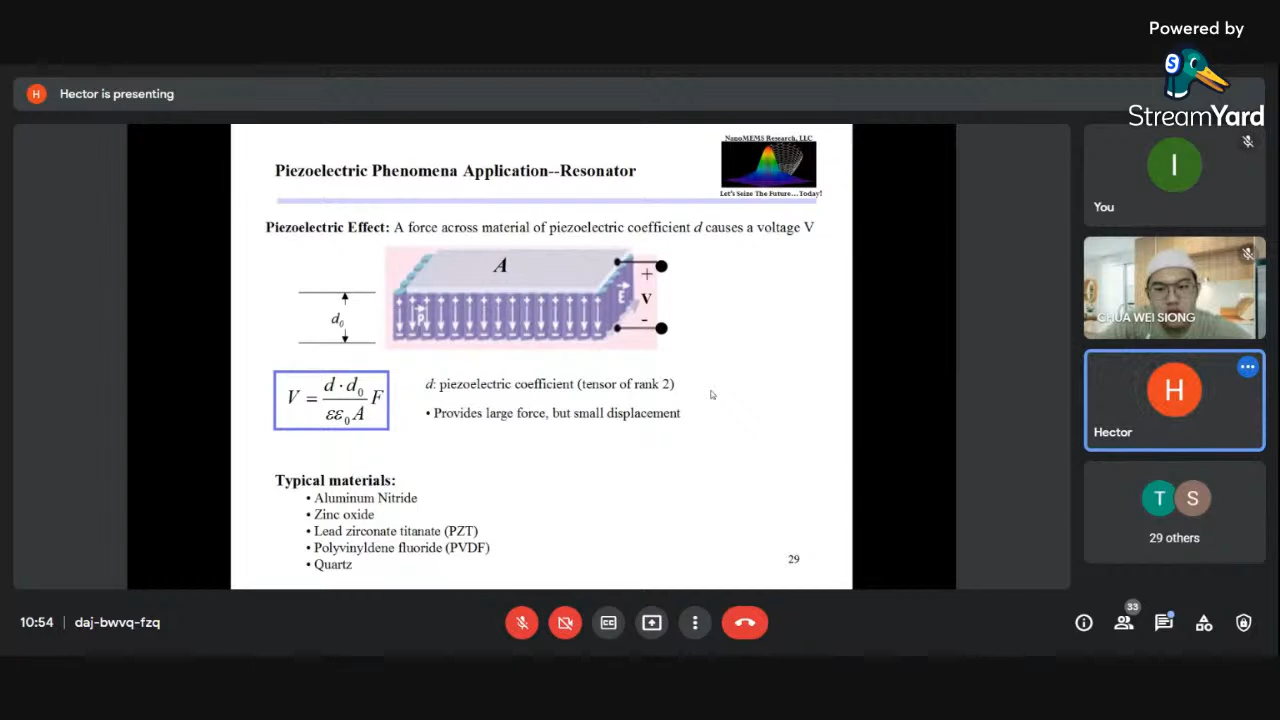 Powered by
StreamYard
H
Hector is presenting
NanoMEMS Research, LLC
Let's Seize The Future...Today!
Piezoelectric Phenomena Application--Resonator
Piezoelectric Effect: A force across material of piezoelectric coefficient d causes a voltage V
A
+
V
-
E
P
d₀
V = d · d₀ / εε₀A F
d: piezoelectric coefficient (tensor of rank 2)
• Provides large force, but small displacement
Typical materials:
• Aluminum Nitride
• Zinc oxide
• Lead zirconate titanate (PZT)
• Polyvinyldene fluoride (PVDF)
• Quartz
29
I
You
CHUA WEI SIONG
H
Hector
T S
29 others
10:54 | daj-bwvq-fzq
33